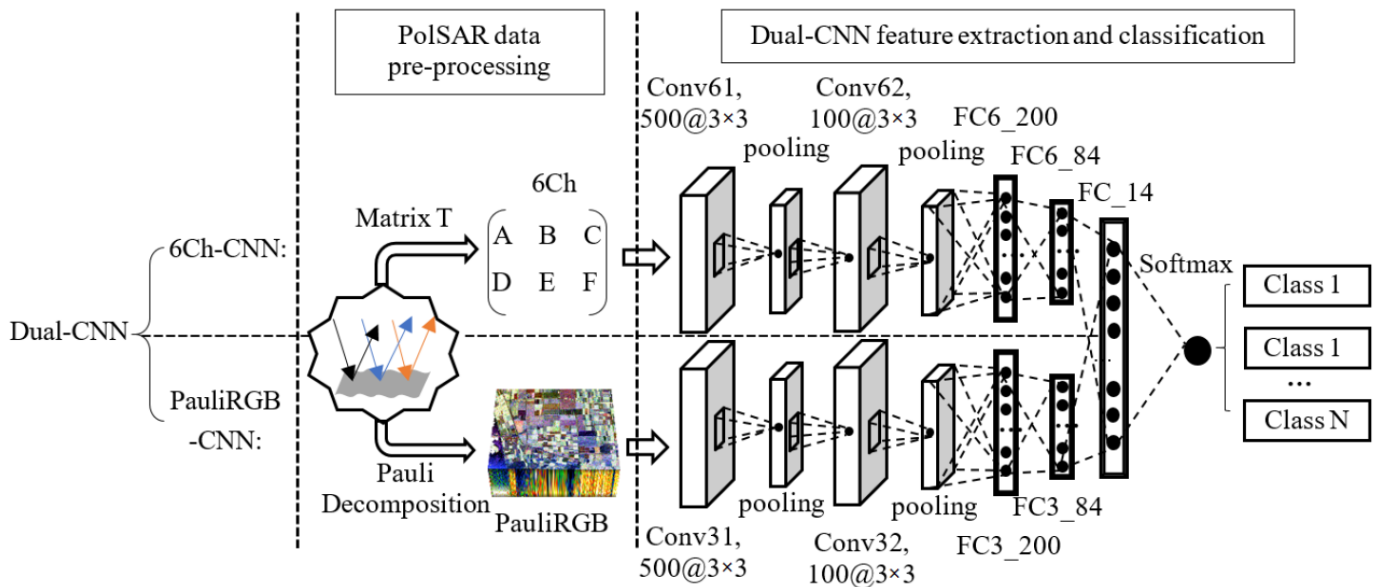 PolSAR data
pre-processing
Dual-CNN feature extraction and classification
Conv61,
500@3×3
pooling
Conv62,
100@3×3
pooling
FC6_200
FC6_84
FC_14
6Ch
Matrix T
A B C
D E F
6Ch-CNN:
Dual-CNN
PauliRGB
-CNN:
Pauli
Decomposition
PauliRGB
Softmax
Class 1
Class 1
...
Class N
pooling
pooling
Conv31,
500@3×3
Conv32,
100@3×3
FC3_84
FC3_200